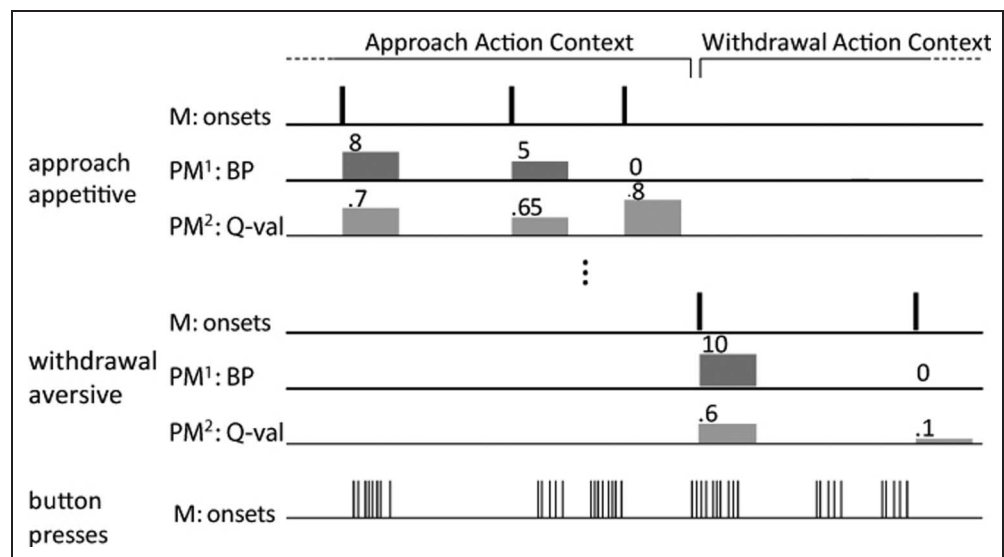 Approach Action Context Withdrawal Action Context
M: onsets
approach appetitive
8 5 0
PM¹: BP
.7 .65 .8
PM²: Q-val
⋮
M: onsets
withdrawal aversive
10 0
PM¹: BP
.6 .1
PM²: Q-val
button presses
M: onsets